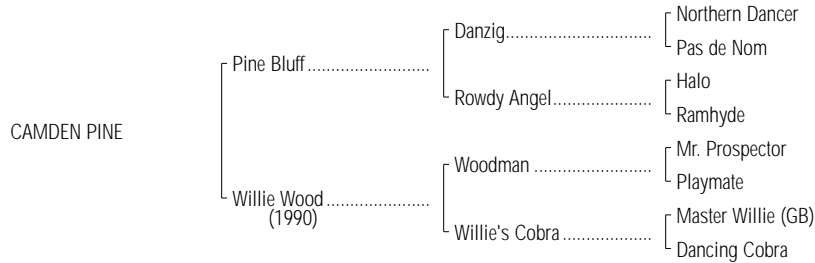 Northern Dancer
Danzig..............................
Pas de Nom
Pine Bluff.........................
Halo
Rowdy Angel....................
Ramhyde
CAMDEN PINE
Mr. Prospector
Woodman ........................
Playmate
Willie Wood.....................
(1990)
Master Willie (GB)
Willie's Cobra..................
Dancing Cobra